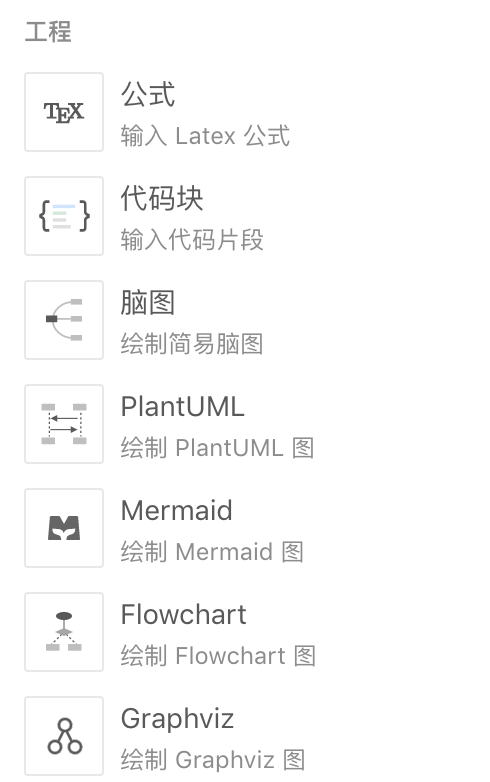 工程
TEX
公式
输入 Latex 公式
{ }
代码块
输入代码片段
脑图
绘制简易脑图
PlantUML
绘制 PlantUML 图
Mermaid
绘制 Mermaid 图
Flowchart
绘制 Flowchart 图
Graphviz
绘制 Graphviz 图